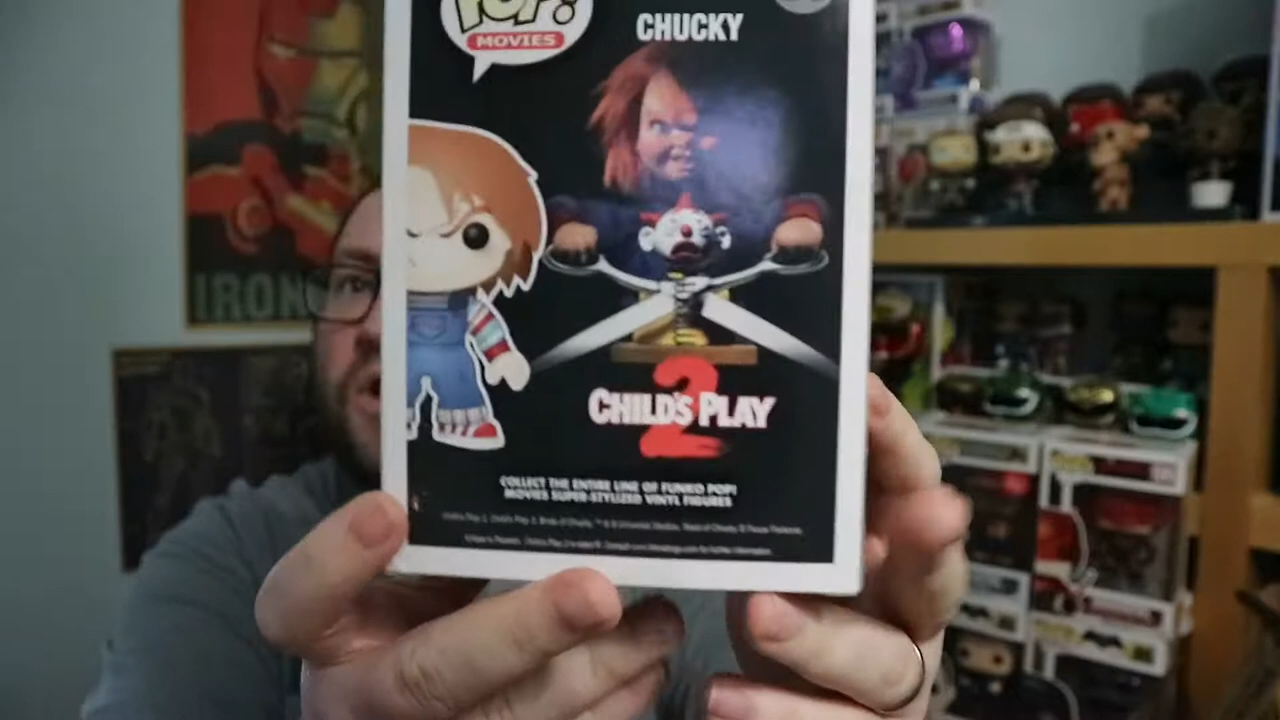 POP!
MOVIES
CHUCKY
IRON
CHILD'S PLAY
2
COLLECT THE ENTIRE LINE OF FUNKO POP!
MOVIES SUPER-STYLIZED VINYL FIGURES